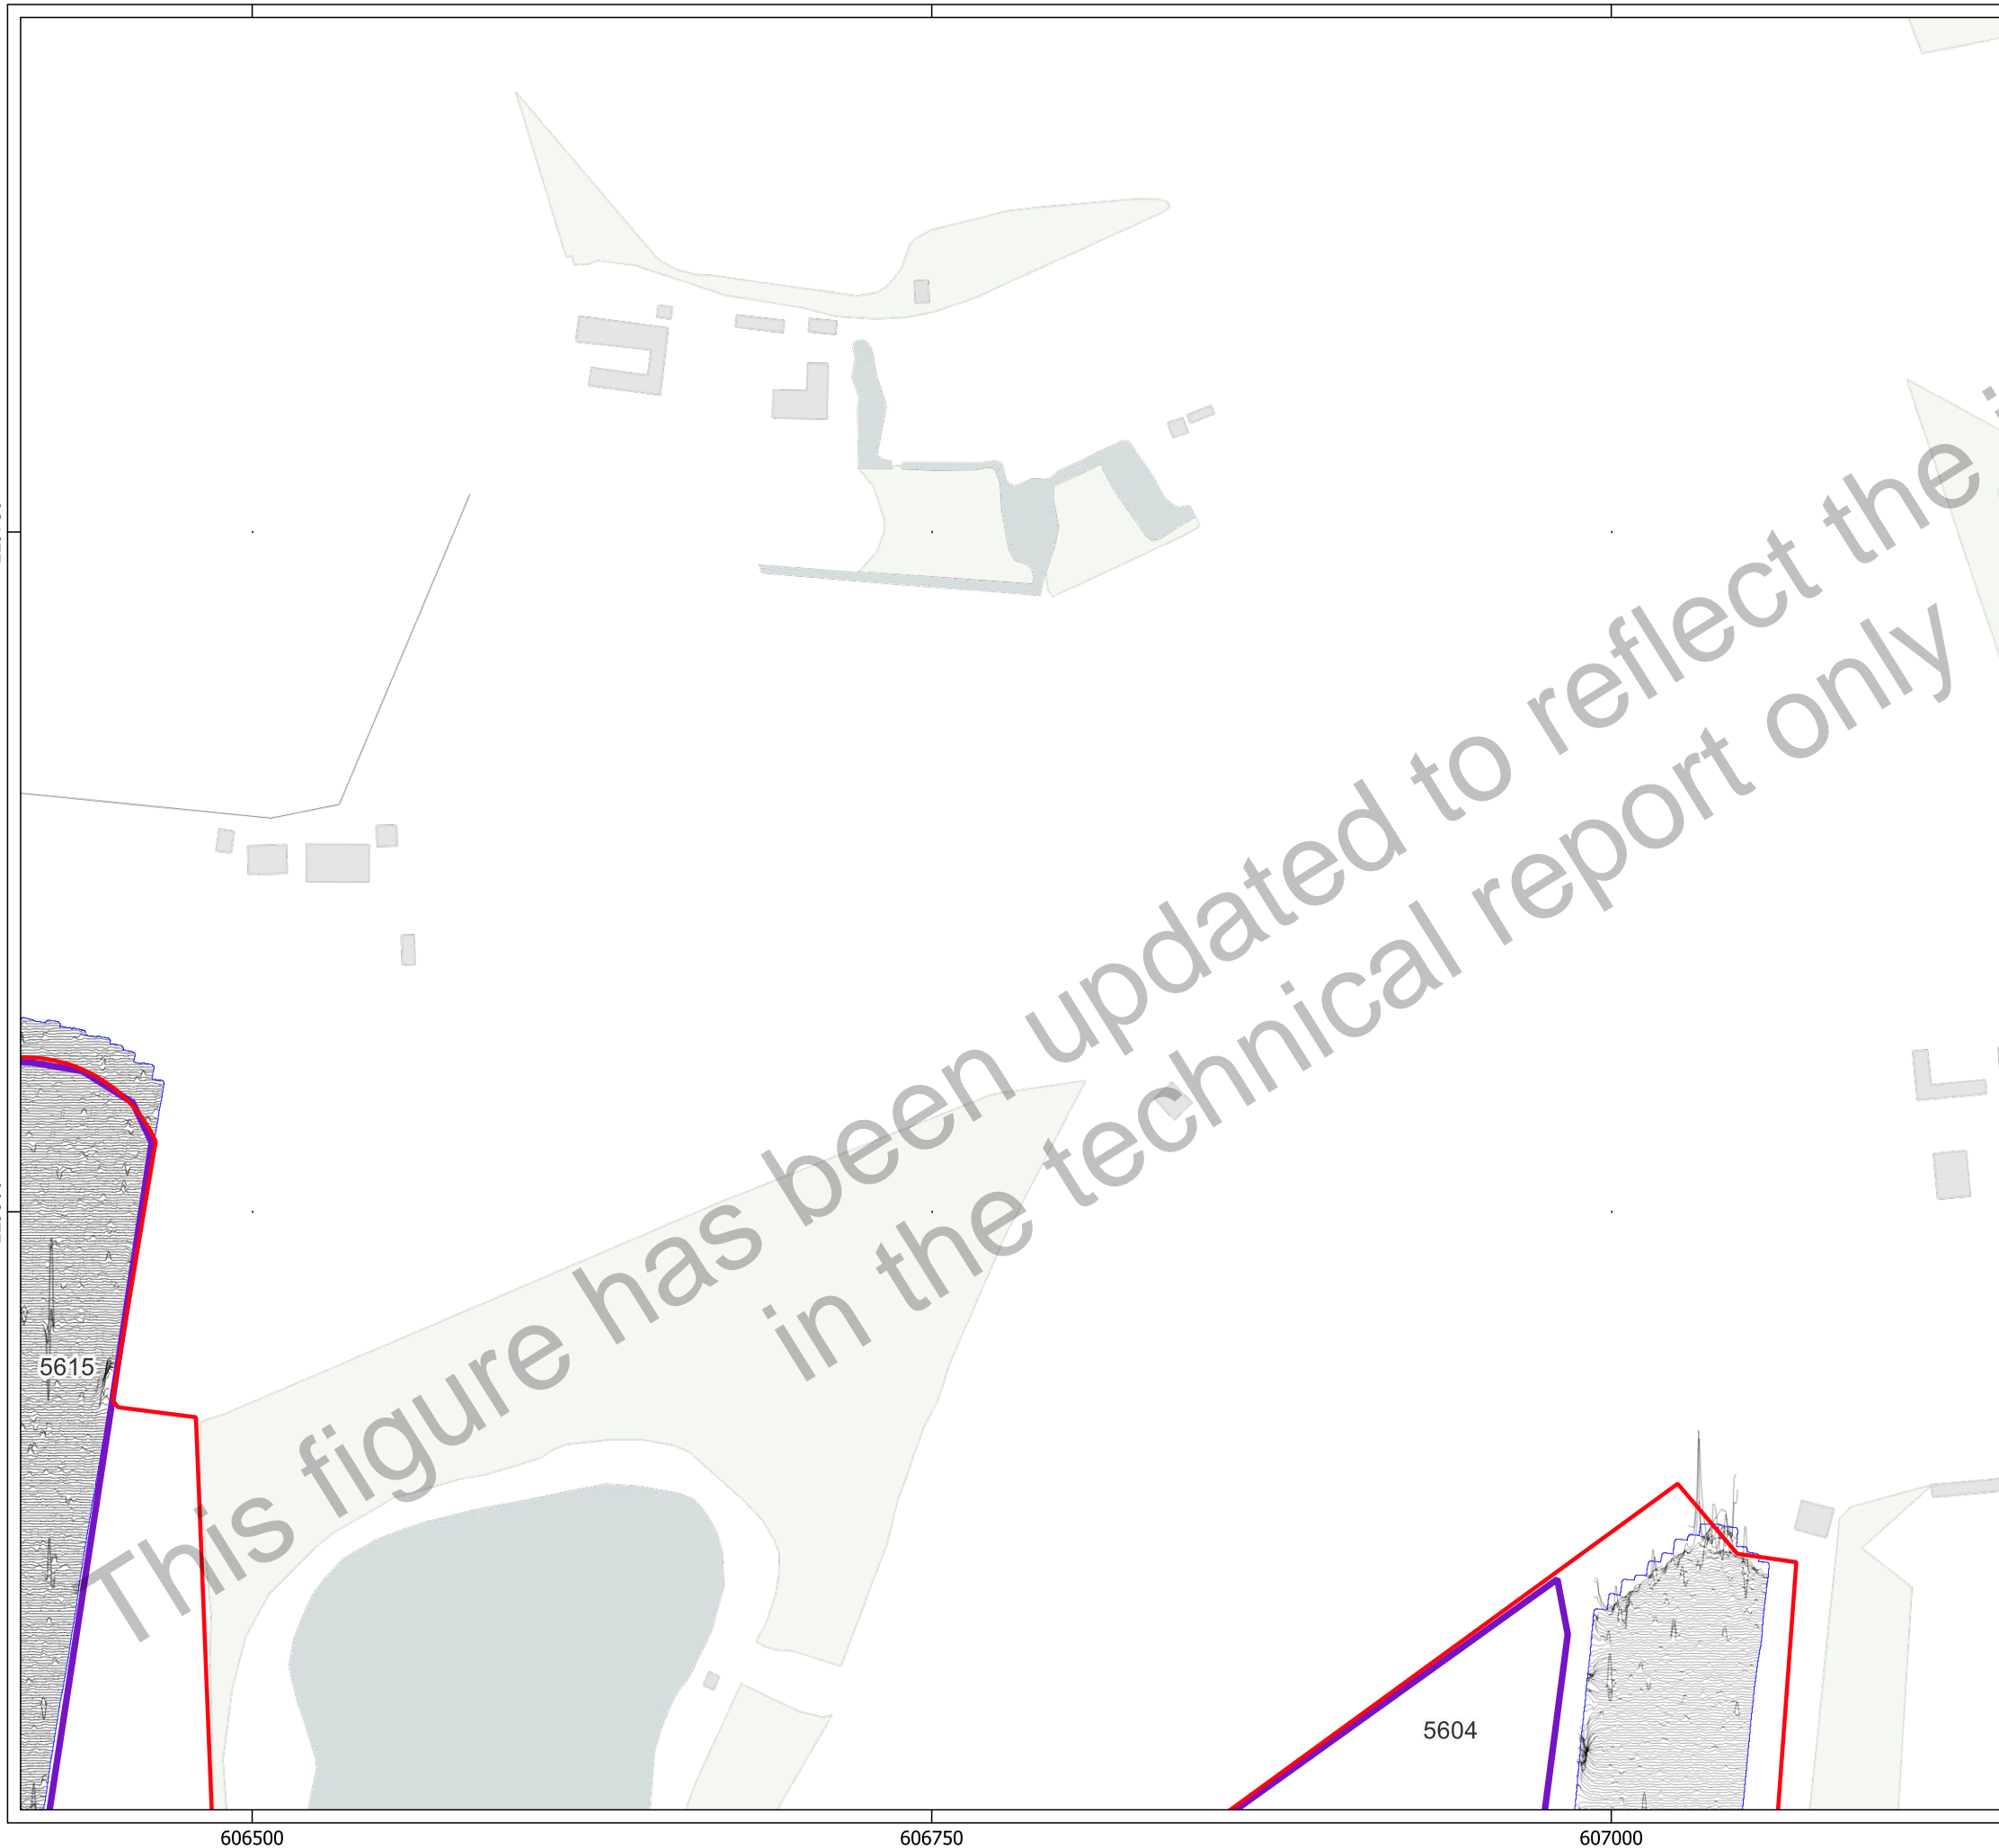 This figure has been updated to reflect the
in the technical report only
5615
5604
606500
606750
607000